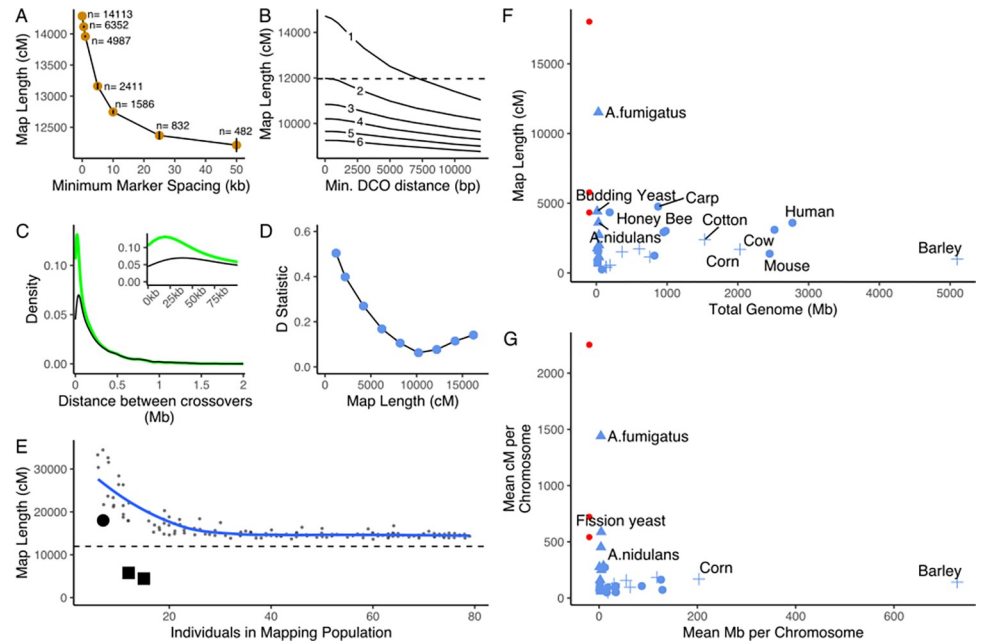 A
Map Length (cM)
14000
13500
13000
12500
n= 14113
n= 6352
n= 4987
n= 2411
n= 1586
n= 832
n= 482
0
10
20
30
40
50
Minimum Marker Spacing (kb)
B
Map Length (cM)
14000
12000
10000
1
2
3
4
5
6
0
2500
5000
7500
10000
Min. DCO distance (bp)
C
Density
0.10
0.05
0.00
0.10
0.05
0.00
0kb
25kb
50kb
75kb
0
0.5
1
1.5
2
Distance between crossovers
(Mb)
D
D Statistic
0.6
0.4
0.2
0.0
0
5000
10000
15000
Map Length (cM)
E
Map Length (cM)
30000
20000
10000
0
20
40
60
80
Individuals in Mapping Population
F
Map Length (cM)
15000
10000
5000
0
A.fumigatus
Budding Yeast
Carp
Honey Bee
Cotton
Human
A.nidulans
Cow
Corn
Mouse
Barley
0
1000
2000
3000
4000
5000
Total Genome (Mb)
G
Mean cM per
Chromosome
2000
1500
1000
500
0
A.fumigatus
Fission yeast
A.nidulans
Corn
Barley
0
200
400
600
Mean Mb per Chromosome